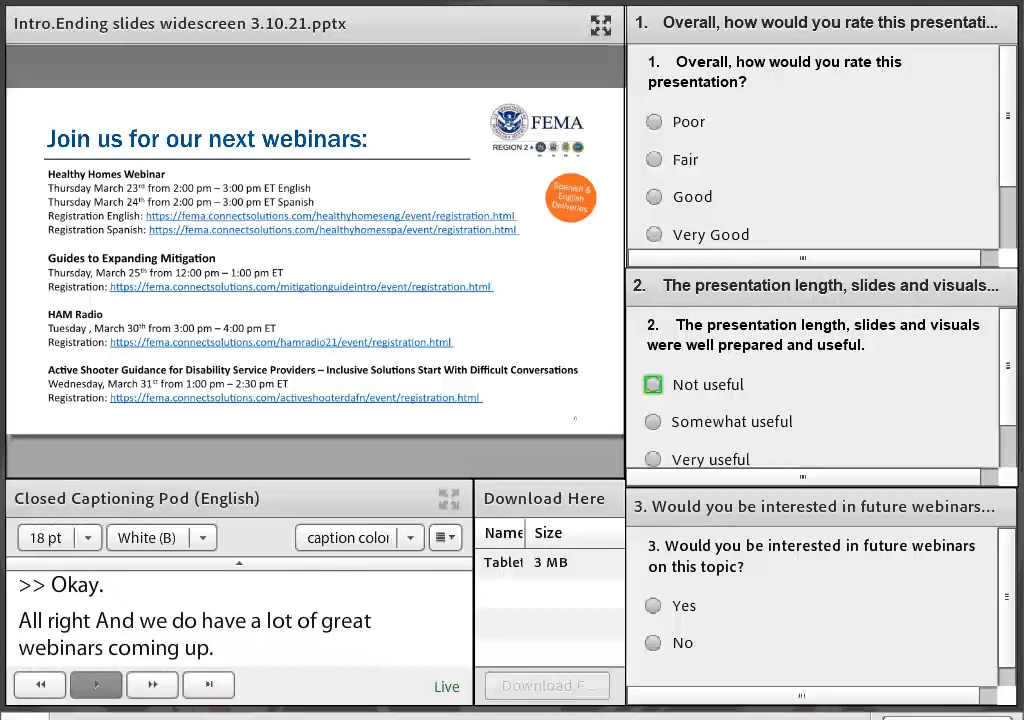 Intro.Ending slides widescreen 3.10.21.pptx
Join us for our next webinars:
FEMA
REGION 2
Healthy Homes Webinar
Thursday March 23rd from 2:00 pm – 3:00 pm ET English
Thursday March 24th from 2:00 pm – 3:00 pm ET Spanish
Registration English: https://fema.connectsolutions.com/healthyhomeseng/event/registration.html
Registration Spanish: https://fema.connectsolutions.com/healthyhomesspa/event/registration.html
Spanish &
English
Deliveries
Guides to Expanding Mitigation
Thursday, March 25th from 12:00 pm – 1:00 pm ET
Registration: https://fema.connectsolutions.com/mitigationguideintro/event/registration.html
HAM Radio
Tuesday , March 30th from 3:00 pm – 4:00 pm ET
Registration: https://fema.connectsolutions.com/hamradio21/event/registration.html
Active Shooter Guidance for Disability Service Providers – Inclusive Solutions Start With Difficult Conversations
Wednesday, March 31st from 1:00 pm – 2:30 pm ET
Registration: https://fema.connectsolutions.com/activeshooterdafn/event/registration.html
6
Closed Captioning Pod (English)
18 pt
White (B)
caption color
>> Okay.
All right And we do have a lot of great
webinars coming up.
Live
Download Here
Name Size
Tablet 3 MB
Download F...
1. Overall, how would you rate this presentati...
1. Overall, how would you rate this
presentation?
Poor
Fair
Good
Very Good
2. The presentation length, slides and visuals...
2. The presentation length, slides and visuals
were well prepared and useful.
Not useful
Somewhat useful
Very useful
3. Would you be interested in future webinars...
3. Would you be interested in future webinars
on this topic?
Yes
No